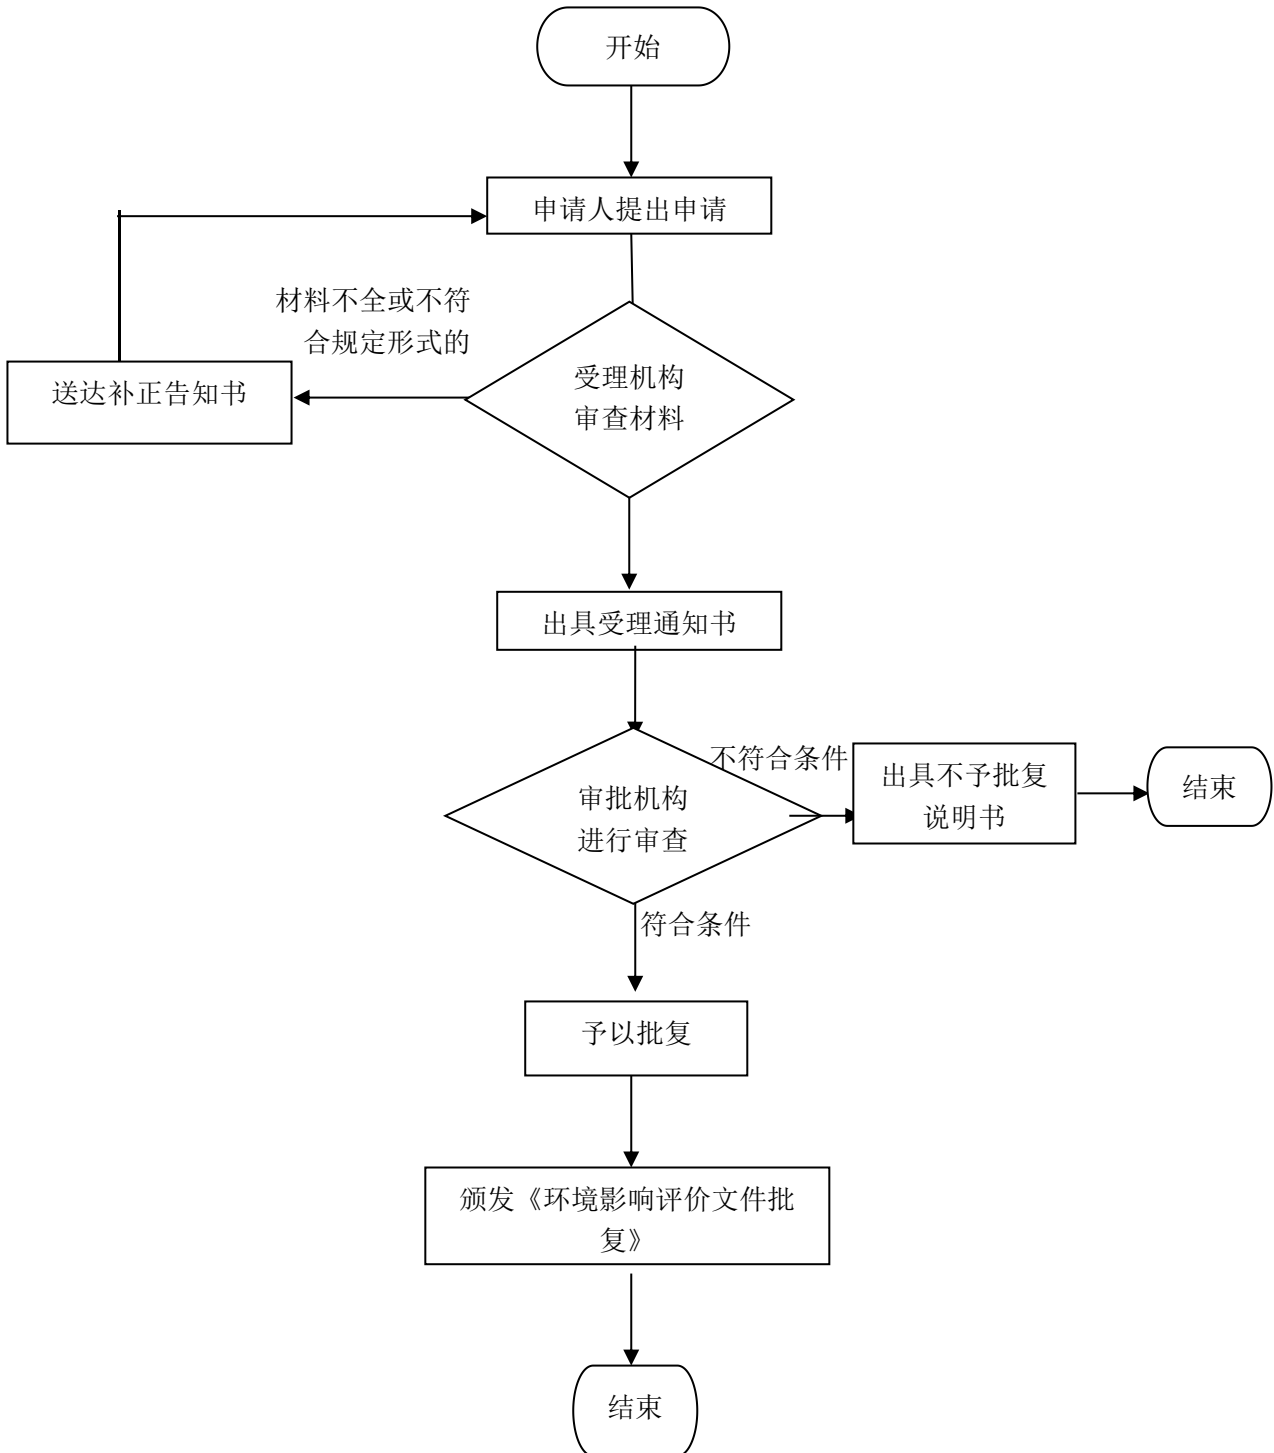 开始
申请人提出申请
材料不全或不符
合规定形式的
送达补正告知书
受理机构
审查材料
出具受理通知书
不符合条件
出具不予批复
说明书
结束
审批机构
进行审查
符合条件
予以批复
颁发《环境影响评价文件批
复》
结束